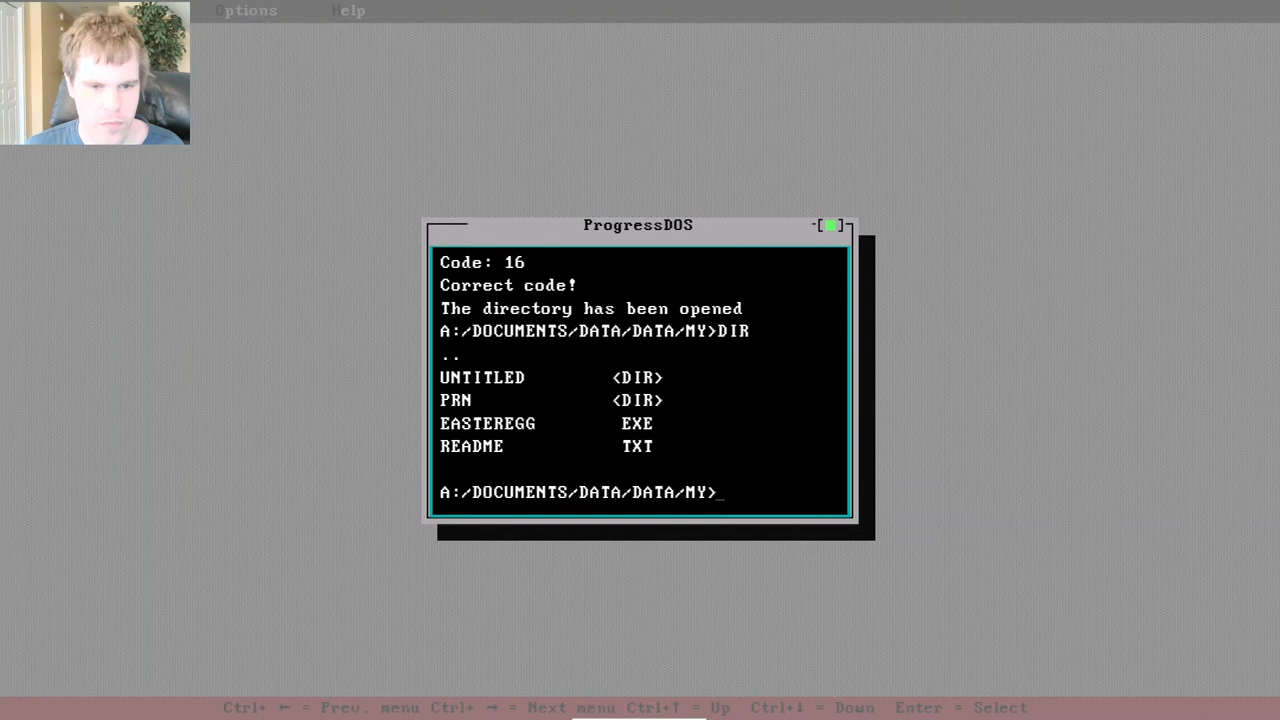 Options Help
ProgressDOS
Code: 16
Correct code!
The directory has been opened
A:/DOCUMENTS/DATA/DATA/MY>DIR
..
UNTITLED <DIR>
PRN <DIR>
EASTEREGG EXE
README TXT
A:/DOCUMENTS/DATA/DATA/MY>_
Ctrl+ ← = Prev. menu Ctrl+ → = Next menu Ctrl+↑ = Up Ctrl+↓ = Down Enter = Select